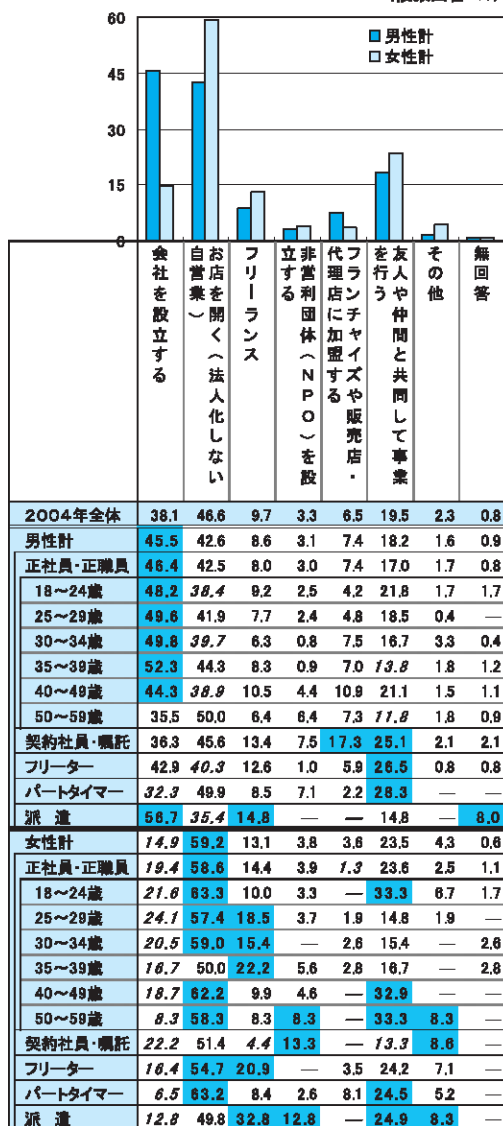 60
45
30
15
0
■男性計
□女性計
会社を設立する
お店を開く（法人化しない自営業）
フリーランス
非営利団体（NPO）を設立する
フランチャイズや販売店・代理店に加盟する
友人や仲間と共同して事業を行う
その他
無回答
2004年全体 38.1 46.6 9.7 3.3 6.5 19.5 2.3 0.8
男性計 45.5 42.6 8.6 3.1 7.4 18.2 1.6 0.9
正社員・正職員 46.4 42.5 8.0 3.0 7.4 17.0 1.7 0.8
18～24歳 48.2 38.4 9.2 2.5 4.2 21.8 1.7 1.7
25～29歳 49.6 41.9 7.7 2.4 4.8 18.5 0.4 ―
30～34歳 49.8 39.7 6.3 0.8 7.5 16.7 3.3 0.4
35～39歳 52.3 44.3 8.3 0.9 7.0 13.8 1.8 1.2
40～49歳 44.3 38.9 10.5 4.4 10.9 21.1 1.5 1.1
50～59歳 35.5 50.0 6.4 6.4 7.3 11.8 1.8 0.9
契約社員・嘱託 36.3 45.6 13.4 7.5 17.3 25.1 2.1 2.1
フリーター 42.9 40.3 12.6 1.0 5.9 26.5 0.8 0.8
パートタイマー 32.3 49.9 8.5 7.1 2.2 28.3 ― ―
派遣 56.7 35.4 14.8 ― ― 14.8 ― 8.0
女性計 14.9 59.2 13.1 3.8 3.6 23.5 4.3 0.6
正社員・正職員 19.4 58.6 14.4 3.9 1.3 23.6 2.5 1.1
18～24歳 21.6 63.3 10.0 3.3 ― 33.3 6.7 1.7
25～29歳 24.1 57.4 18.5 3.7 1.9 14.8 1.9 ―
30～34歳 20.5 59.0 15.4 ― 2.6 15.4 ― 2.6
35～39歳 16.7 50.0 22.2 5.6 2.8 16.7 ― 2.8
40～49歳 18.7 62.2 9.9 4.6 ― 32.9 ― ―
50～59歳 8.3 58.3 8.3 8.3 ― 33.3 8.3 ―
契約社員・嘱託 22.2 51.4 4.4 13.3 ― 13.3 8.6 ―
フリーター 16.4 54.7 20.9 ― 3.5 24.2 7.1 ―
パートタイマー 6.5 63.2 8.4 2.6 8.1 24.5 5.2 ―
派遣 12.8 49.8 32.8 12.8 ― 24.9 8.3 ―